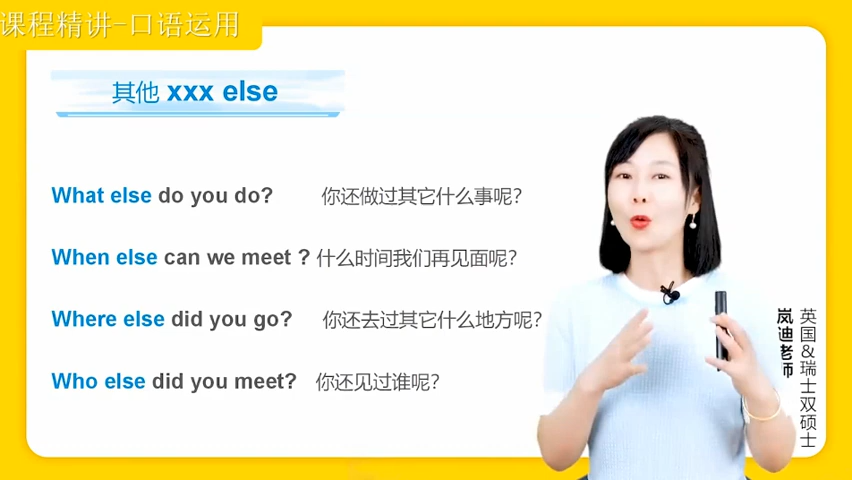 课程精讲-口语运用
其他 xxx else
What else do you do? 你还做过其它什么事呢?
When else can we meet ? 什么时间我们再见面呢?
Where else did you go? 你还去过其它什么地方呢?
Who else did you meet? 你还见过谁呢?
英国&瑞士双硕士
岚迪老师